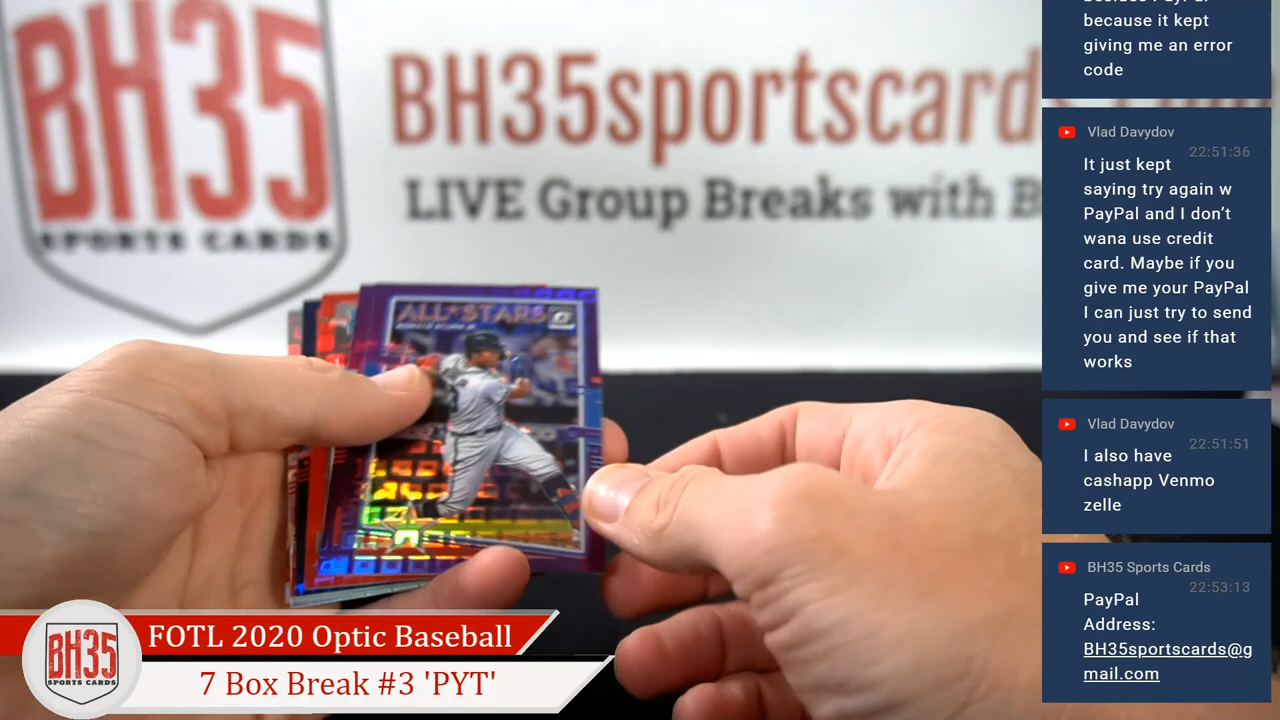 BH35
SPORTS CARDS
BH35sportscard
LIVE Group Breaks with B
ALL★STARS
FOTL 2020 Optic Baseball
7 Box Break #3 'PYT'
BH35
SPORTS CARDS
because it kept
giving me an error
code
Vlad Davydov
22:51:36
It just kept
saying try again w
PayPal and I don’t
wana use credit
card. Maybe if you
give me your PayPal
I can just try to send
you and see if that
works
Vlad Davydov
22:51:51
I also have
cashapp Venmo
zelle
BH35 Sports Cards
22:53:13
PayPal
Address:
BH35sportscards@g
mail.com